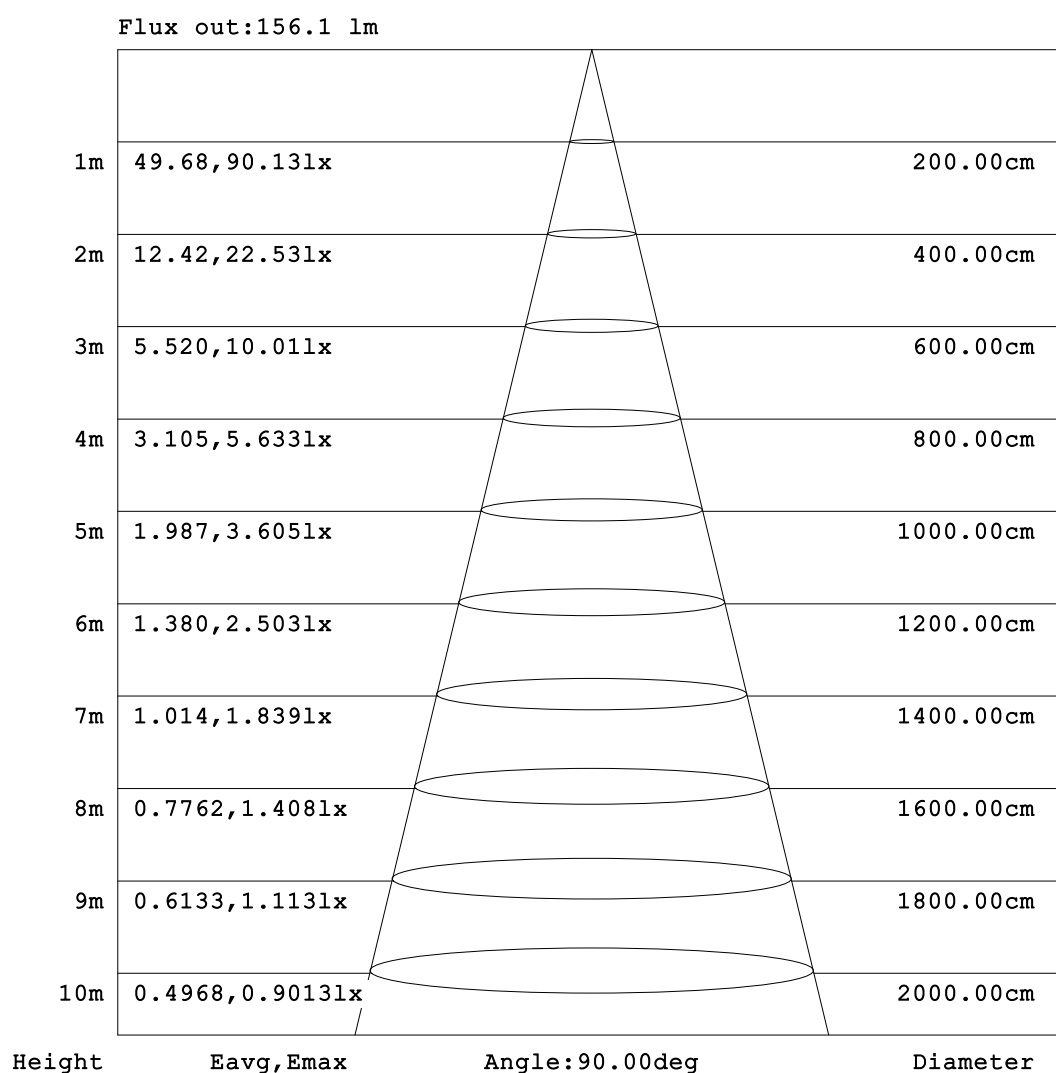 Flux out:156.1 lm
1m 49.68,90.13lx 200.00cm
2m 12.42,22.53lx 400.00cm
3m 5.520,10.01lx 600.00cm
4m 3.105,5.633lx 800.00cm
5m 1.987,3.605lx 1000.00cm
6m 1.380,2.503lx 1200.00cm
7m 1.014,1.839lx 1400.00cm
8m 0.7762,1.408lx 1600.00cm
9m 0.6133,1.113lx 1800.00cm
10m 0.4968,0.9013lx 2000.00cm
Height Eavg,Emax Angle:90.00deg Diameter